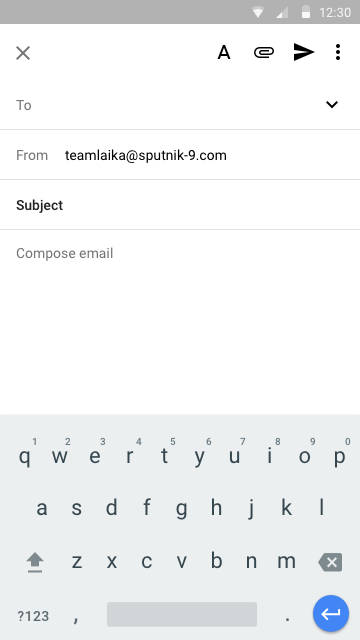 12:30
A
To
From teamlaika@sputnik-9.com
Subject
Compose email
1 2 3 4 5 6 7 8 9 0
q w e r t y u i o p
a s d f g h j k l
z x c v b n m
?123 , .